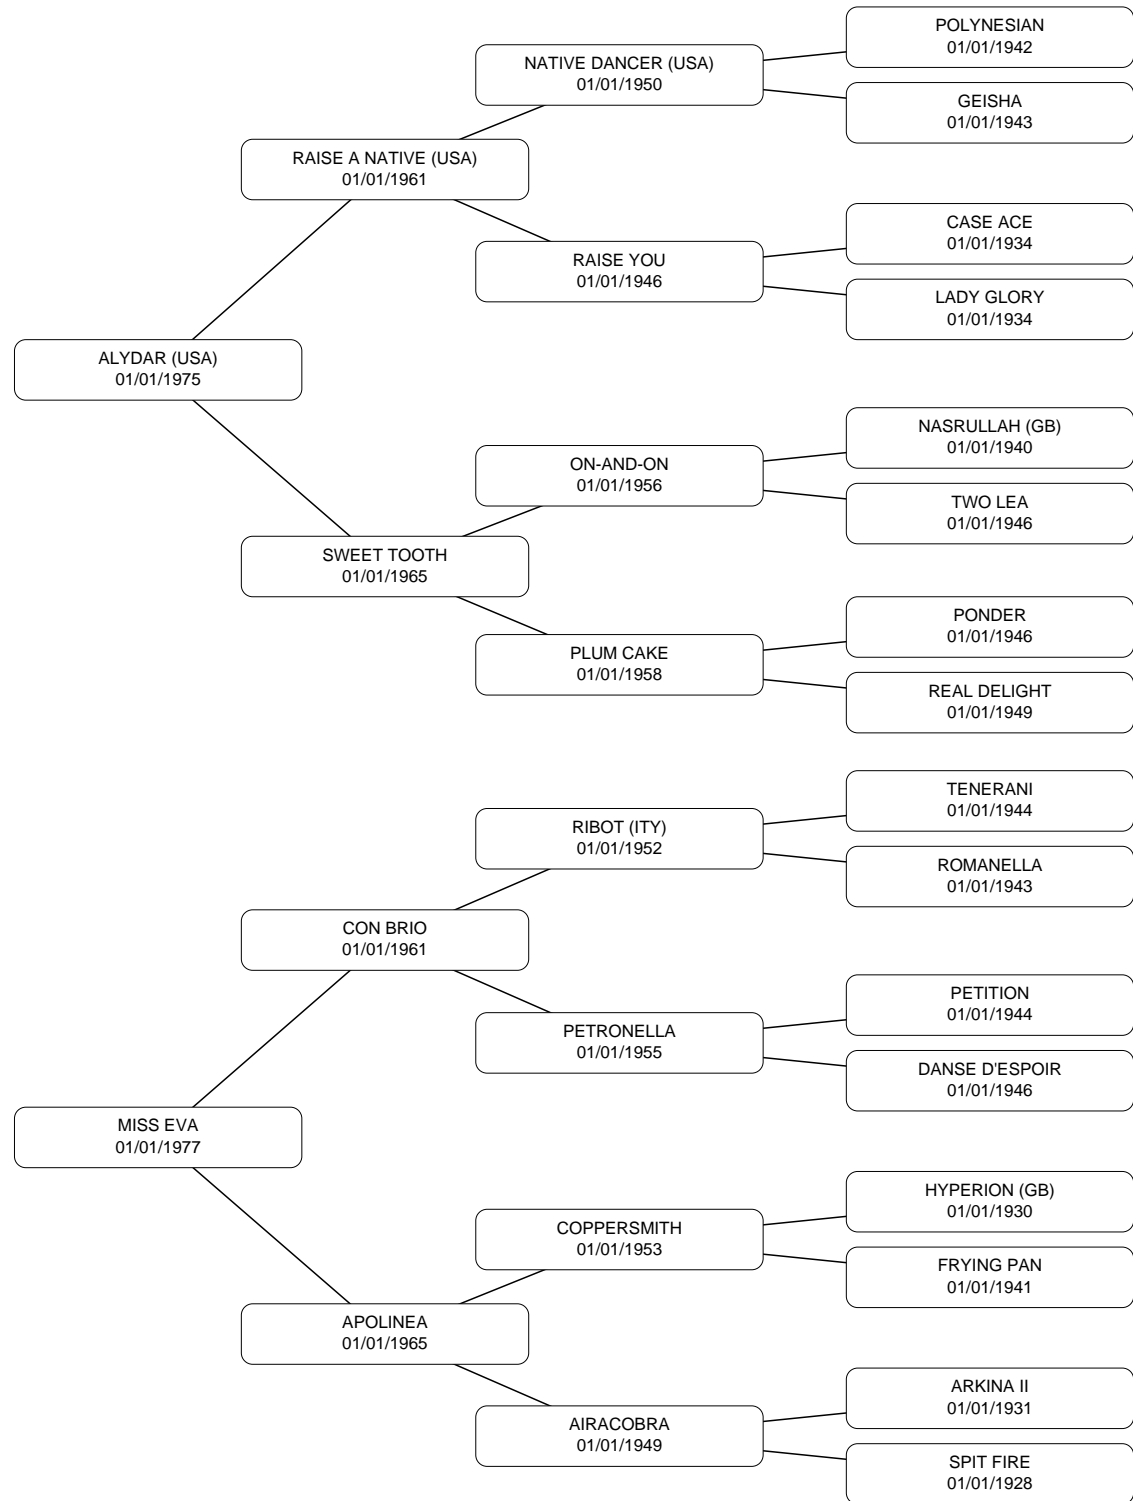 POLYNESIAN
01/01/1942
NATIVE DANCER (USA)
01/01/1950
GEISHA
01/01/1943
RAISE A NATIVE (USA)
01/01/1961
CASE ACE
01/01/1934
RAISE YOU
01/01/1946
LADY GLORY
01/01/1934
ALYDAR (USA)
01/01/1975
NASRULLAH (GB)
01/01/1940
ON-AND-ON
01/01/1956
TWO LEA
01/01/1946
SWEET TOOTH
01/01/1965
PONDER
01/01/1946
PLUM CAKE
01/01/1958
REAL DELIGHT
01/01/1949
TENERANI
01/01/1944
RIBOT (ITY)
01/01/1952
ROMANELLA
01/01/1943
CON BRIO
01/01/1961
PETITION
01/01/1944
PETRONELLA
01/01/1955
DANSE D'ESPOIR
01/01/1946
MISS EVA
01/01/1977
HYPERION (GB)
01/01/1930
COPPERSMITH
01/01/1953
FRYING PAN
01/01/1941
APOLINEA
01/01/1965
ARKINA II
01/01/1931
AIRACOBRA
01/01/1949
SPIT FIRE
01/01/1928